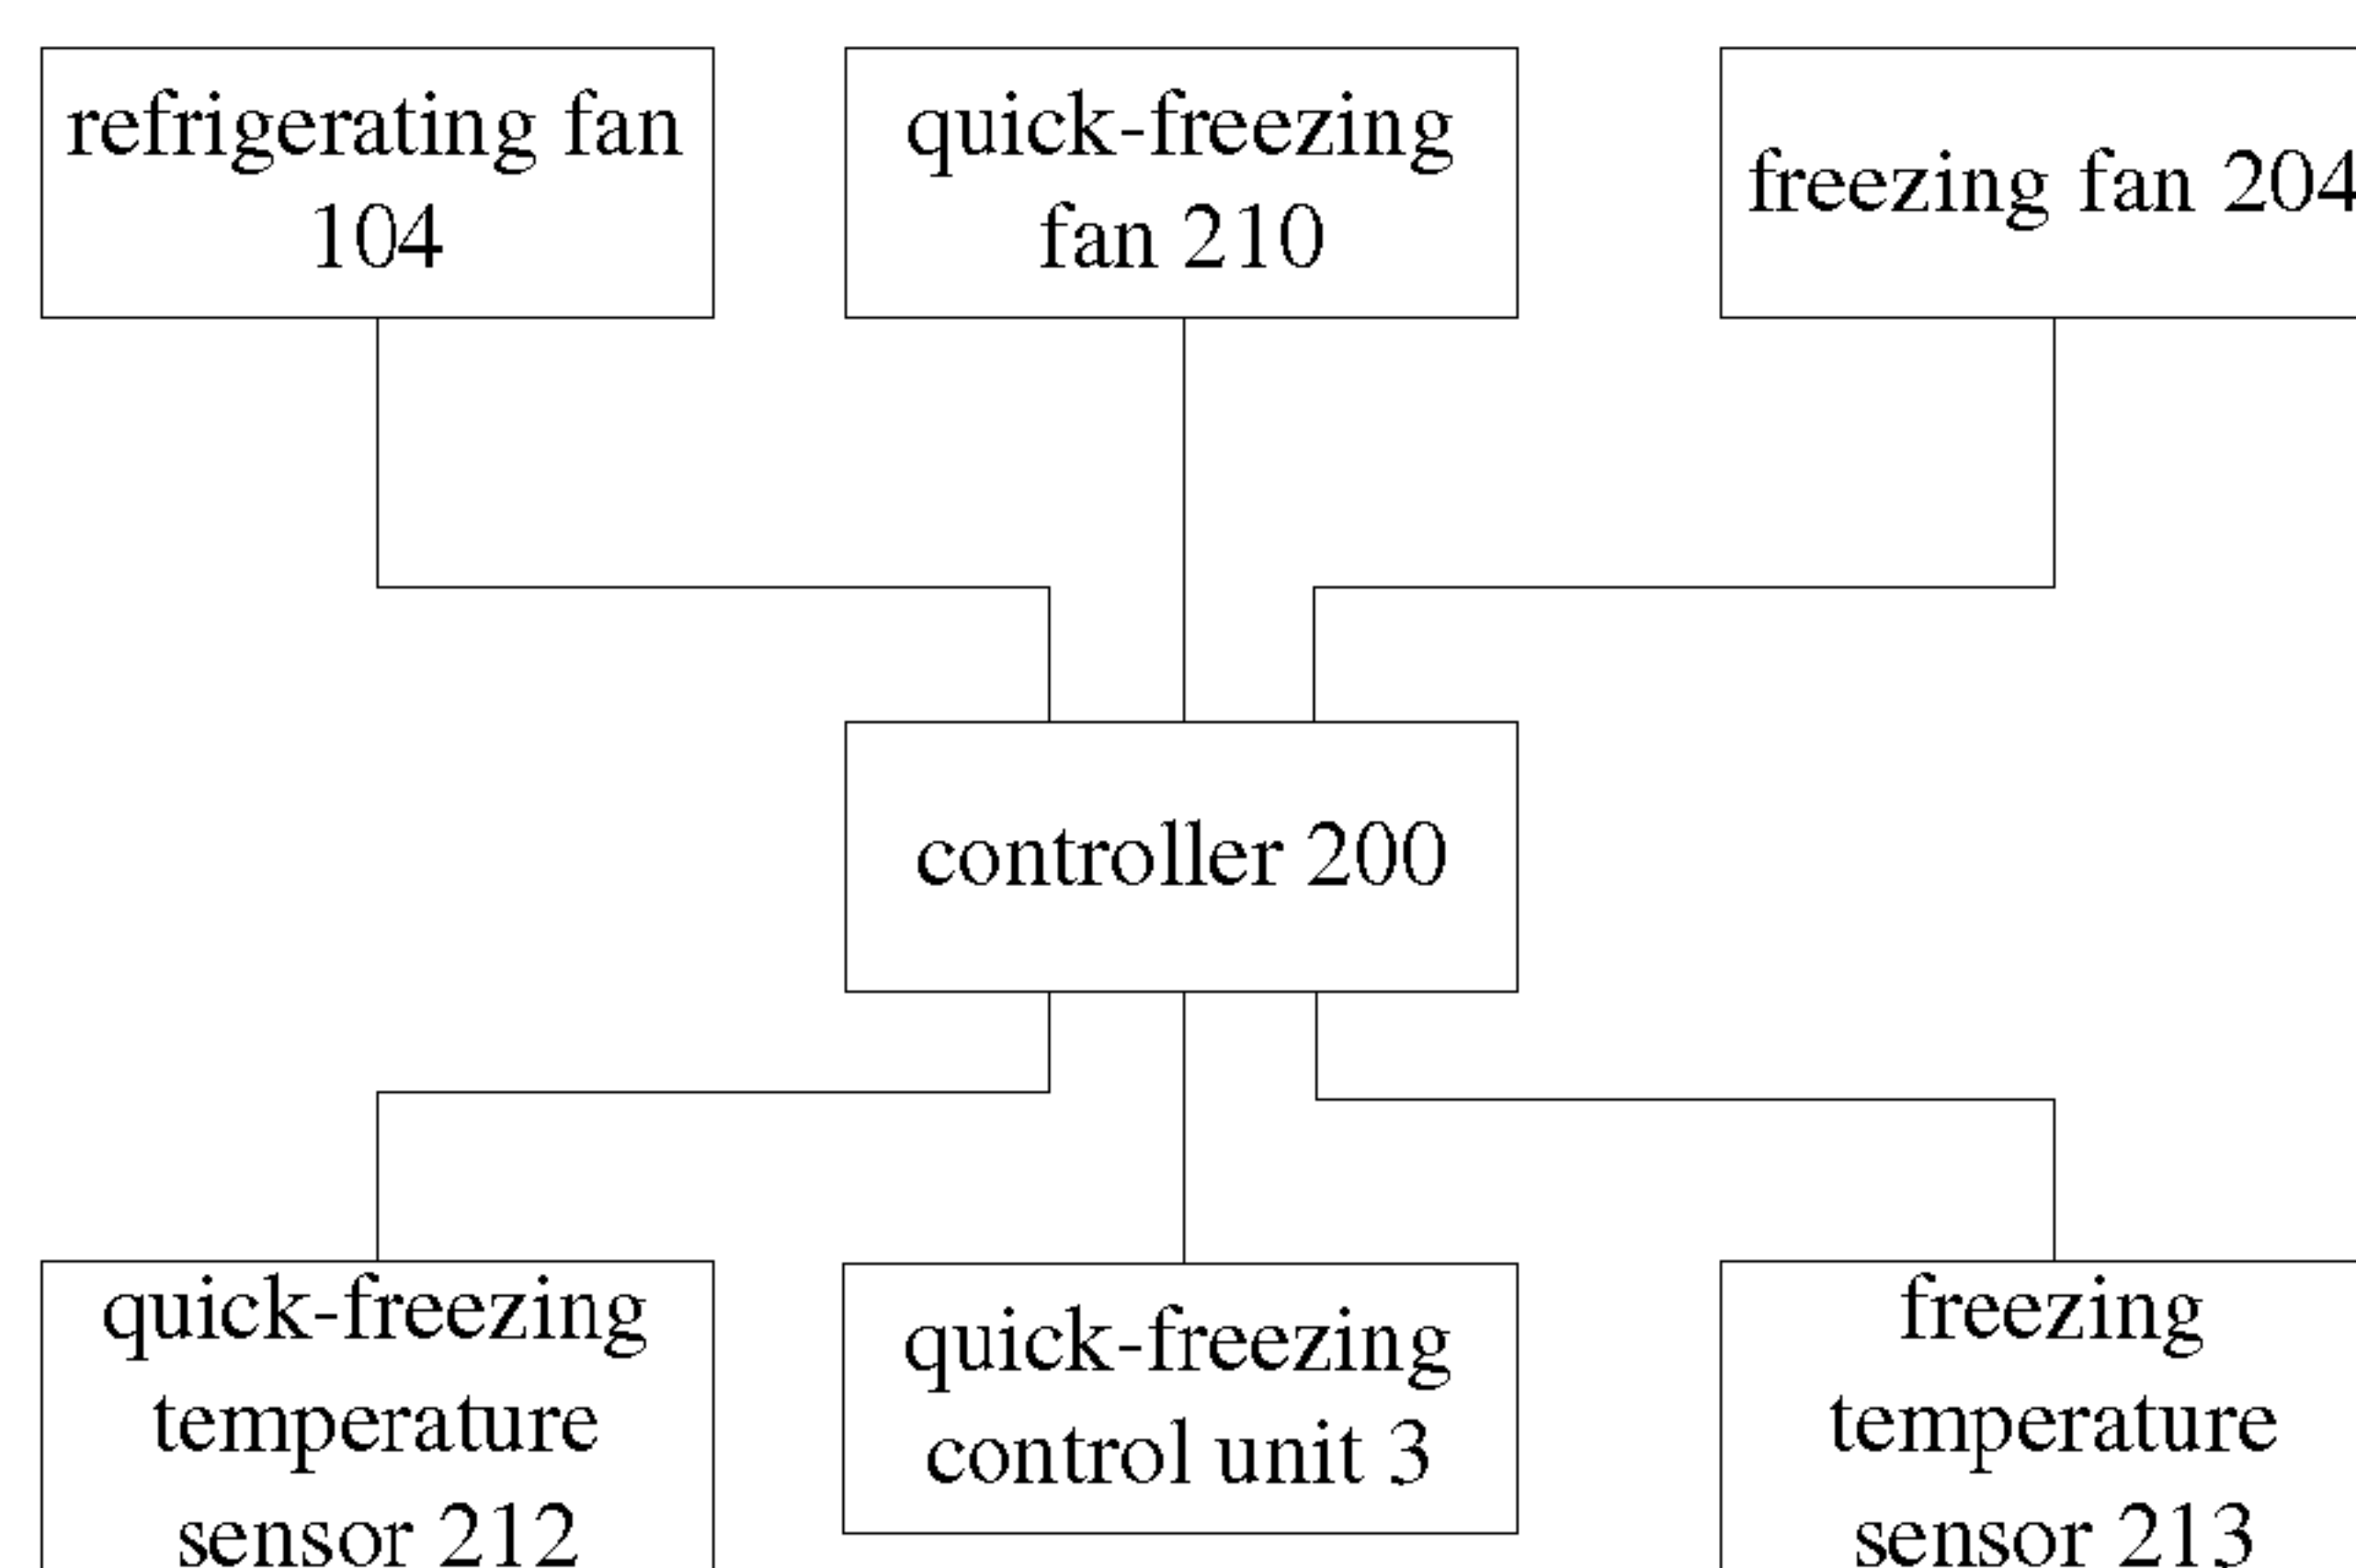 refrigerating fan
104
quick-freezing
fan 210
freezing fan 204
controller 200
quick-freezing
temperature
sensor 212
quick-freezing
control unit 3
freezing
temperature
sensor 213